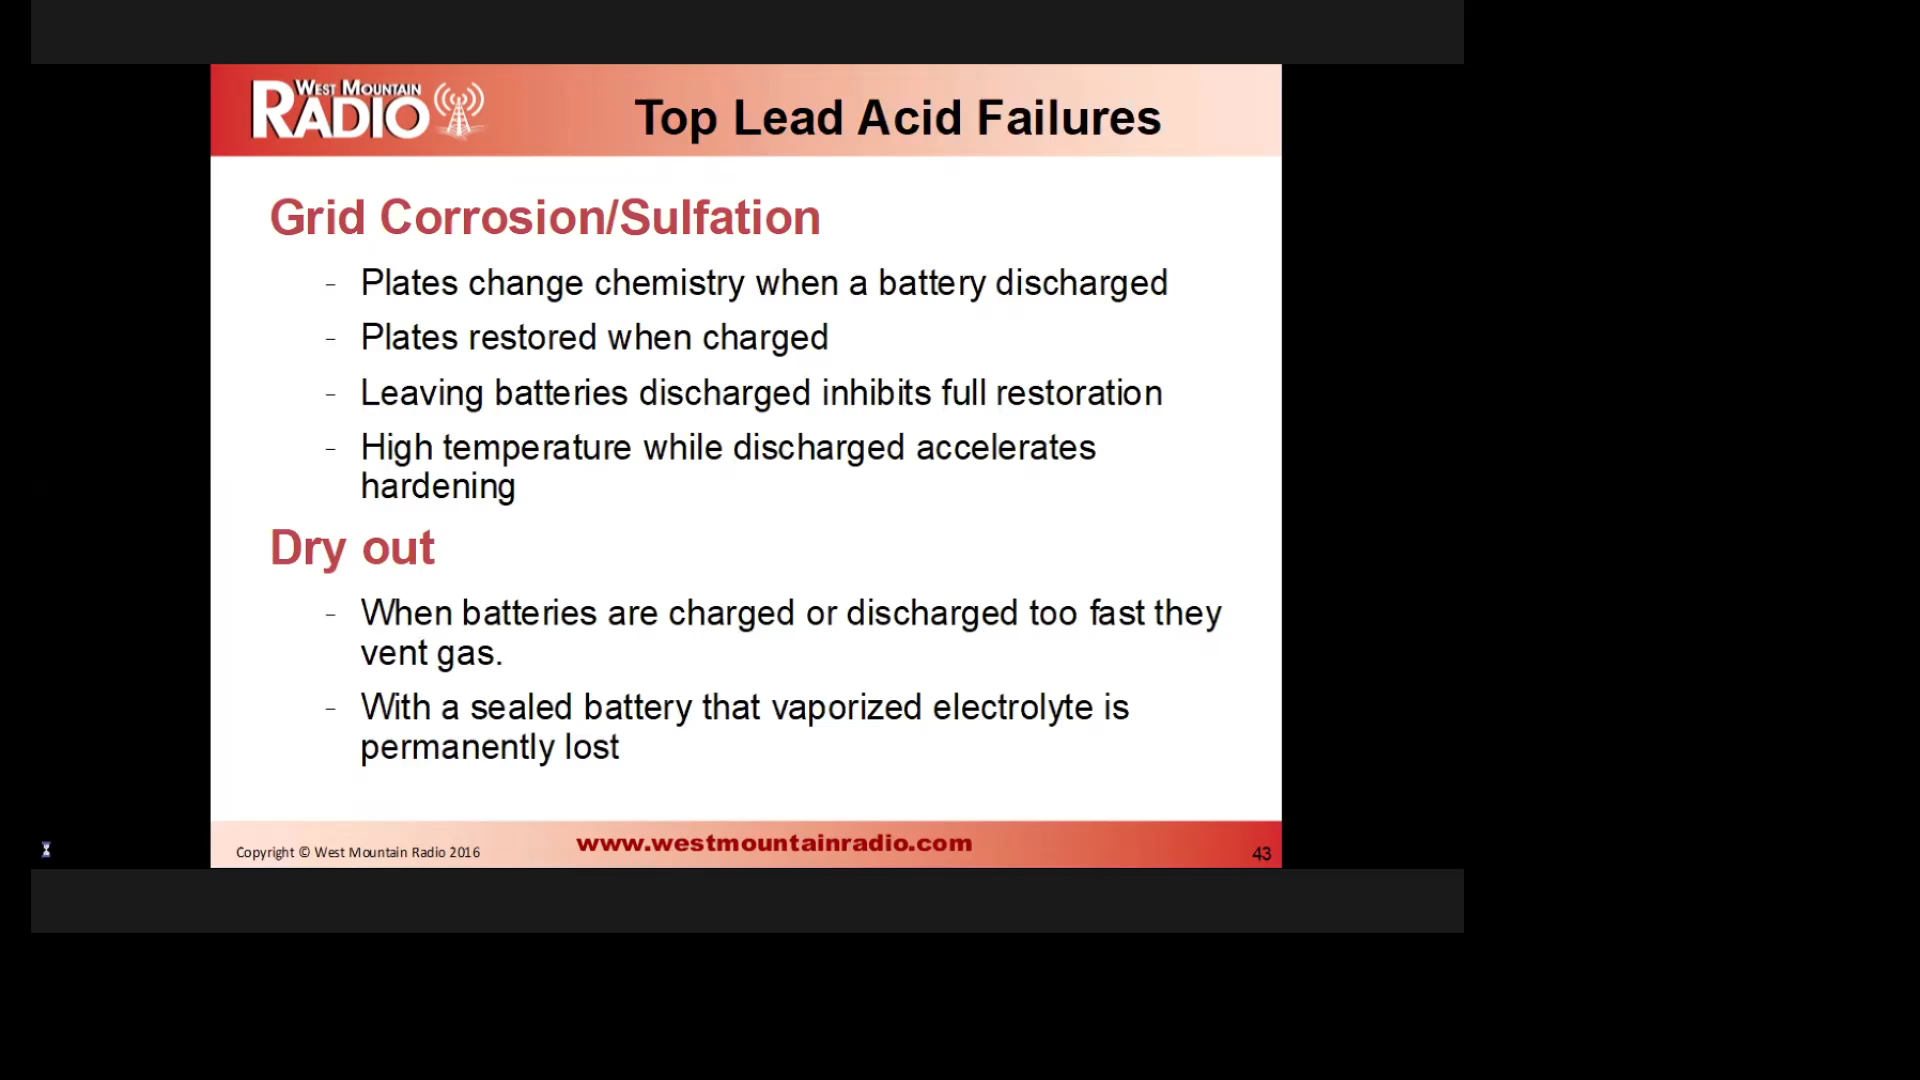 WEST MOUNTAIN
RADIO
Top Lead Acid Failures
Grid Corrosion/Sulfation
- Plates change chemistry when a battery discharged
- Plates restored when charged
- Leaving batteries discharged inhibits full restoration
- High temperature while discharged accelerates
hardening
Dry out
- When batteries are charged or discharged too fast they
vent gas.
- With a sealed battery that vaporized electrolyte is
permanently lost
Copyright © West Mountain Radio 2016
www.westmountainradio.com
43